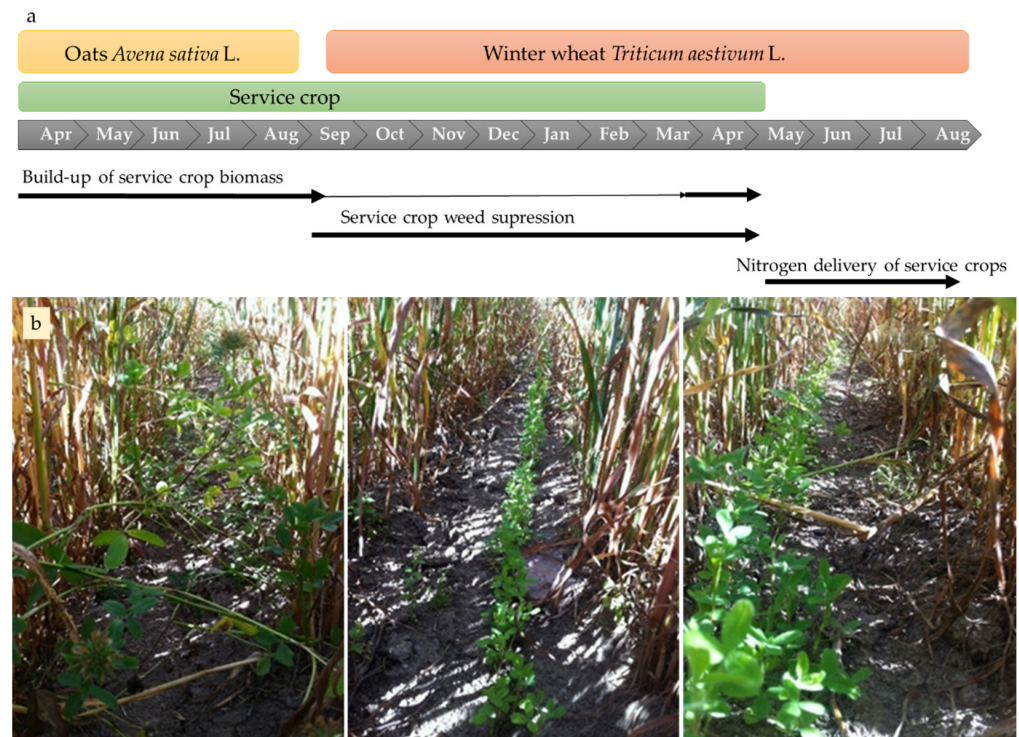 a
Oats Avena sativa L.
Winter wheat Triticum aestivum L.
Service crop
Apr May Jun Jul Aug Sep Oct Nov Dec Jan Feb Mar Apr May Jun Jul Aug
Build-up of service crop biomass
Service crop weed supression
Nitrogen delivery of service crops
b